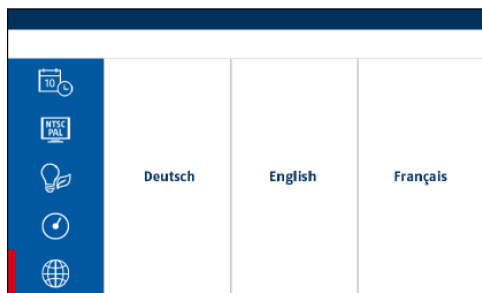 10
NTSC
PAL
Deutsch
English
Français